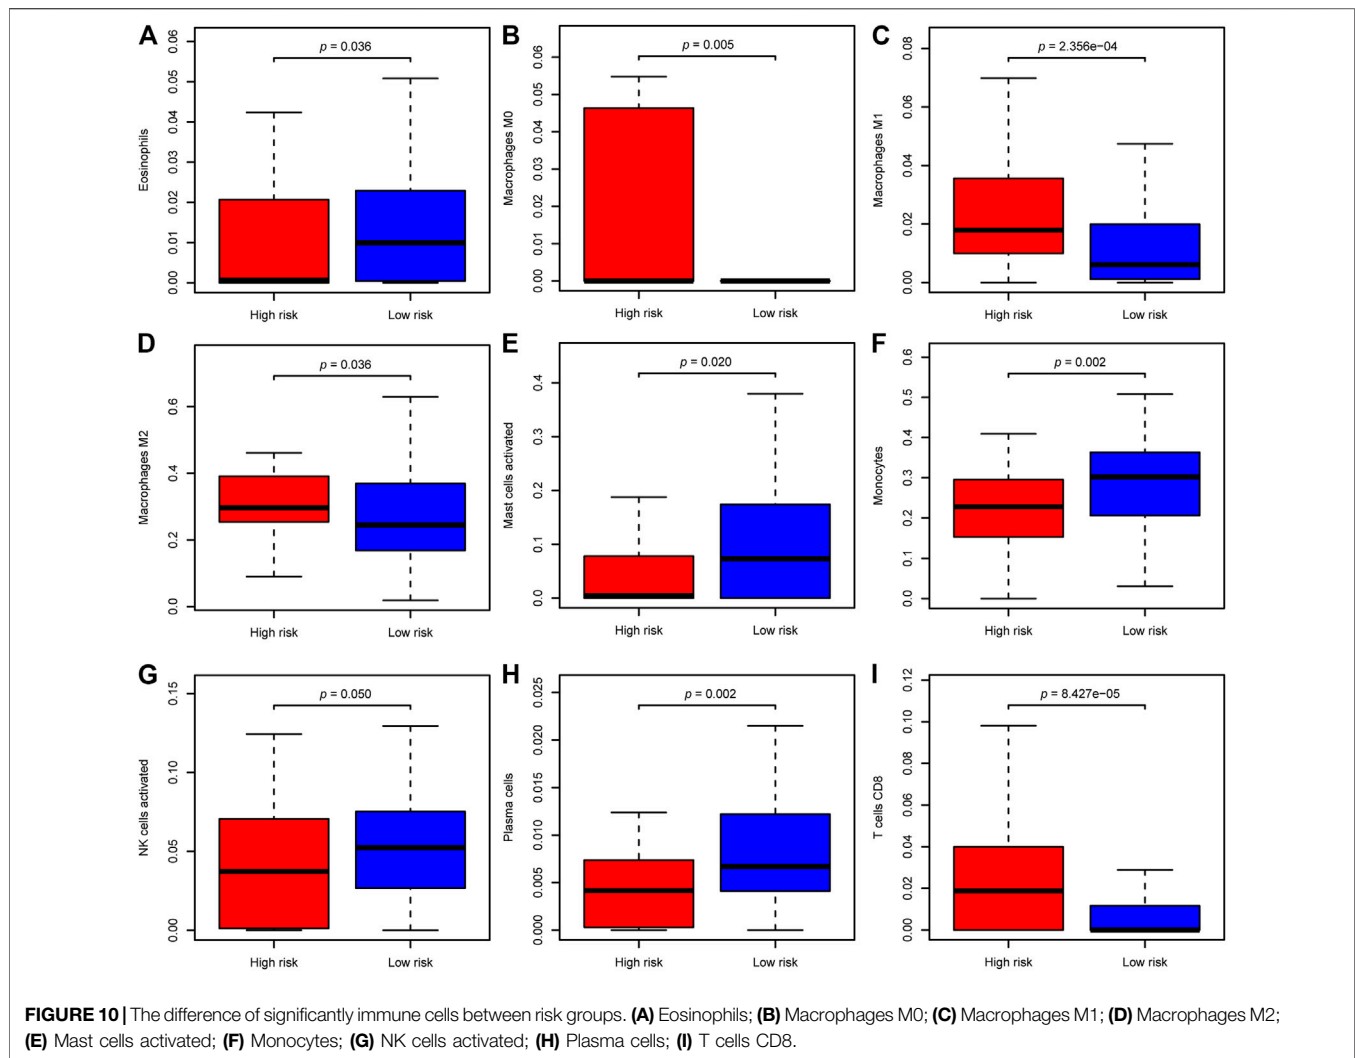 A
p = 0.036
Eosinophils
0.00 0.01 0.02 0.03 0.04 0.05 0.06
High risk Low risk
B
p = 0.005
Macrophages M0
0.00 0.01 0.02 0.03 0.04 0.05 0.06
High risk Low risk
C
p = 2.356e−04
Macrophages M1
0.00 0.02 0.04 0.06 0.08
High risk Low risk
D
p = 0.036
Macrophages M2
0.0 0.2 0.4 0.6
High risk Low risk
E
p = 0.020
Mast cells activated
0.0 0.1 0.2 0.3 0.4
High risk Low risk
F
p = 0.002
Monocytes
0.0 0.1 0.2 0.3 0.4 0.5 0.6
High risk Low risk
G
p = 0.050
NK cells activated
0.00 0.05 0.10 0.15
High risk Low risk
H
p = 0.002
Plasma cells
0.000 0.005 0.010 0.015 0.020 0.025
High risk Low risk
I
p = 8.427e−05
T cells CD8
0.00 0.02 0.04 0.06 0.08 0.10 0.12
High risk Low risk
FIGURE 10 | The difference of significantly immune cells between risk groups. (A) Eosinophils; (B) Macrophages M0; (C) Macrophages M1; (D) Macrophages M2;
(E) Mast cells activated; (F) Monocytes; (G) NK cells activated; (H) Plasma cells; (I) T cells CD8.